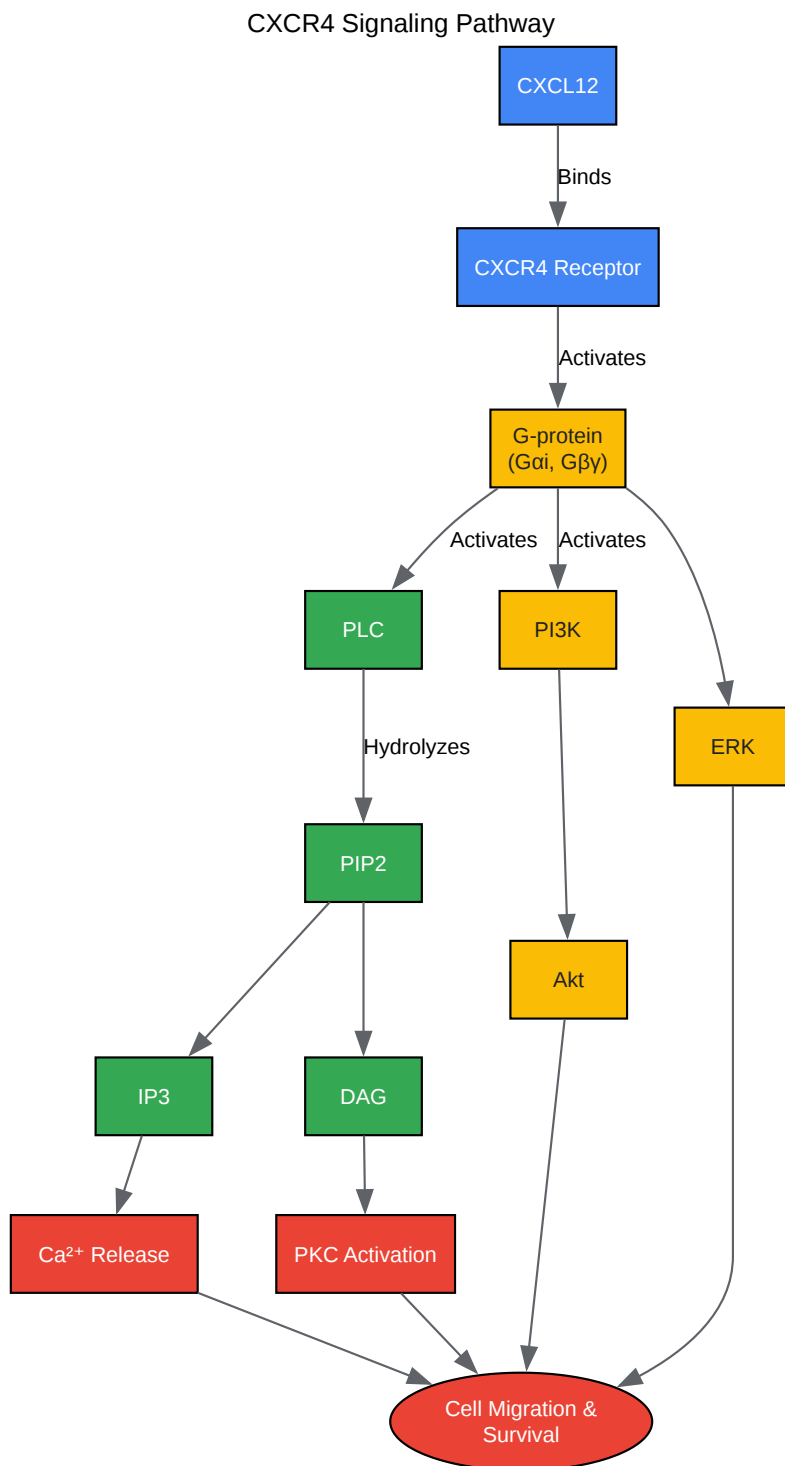 CXCR4 Signaling Pathway
CXCL12
Binds
CXCR4 Receptor
Activates
G-protein
(Gαi, Gβγ)
Activates
Activates
PLC
PI3K
ERK
Hydrolyzes
PIP2
Akt
IP3
DAG
Ca²⁺ Release
PKC Activation
Cell Migration &
Survival